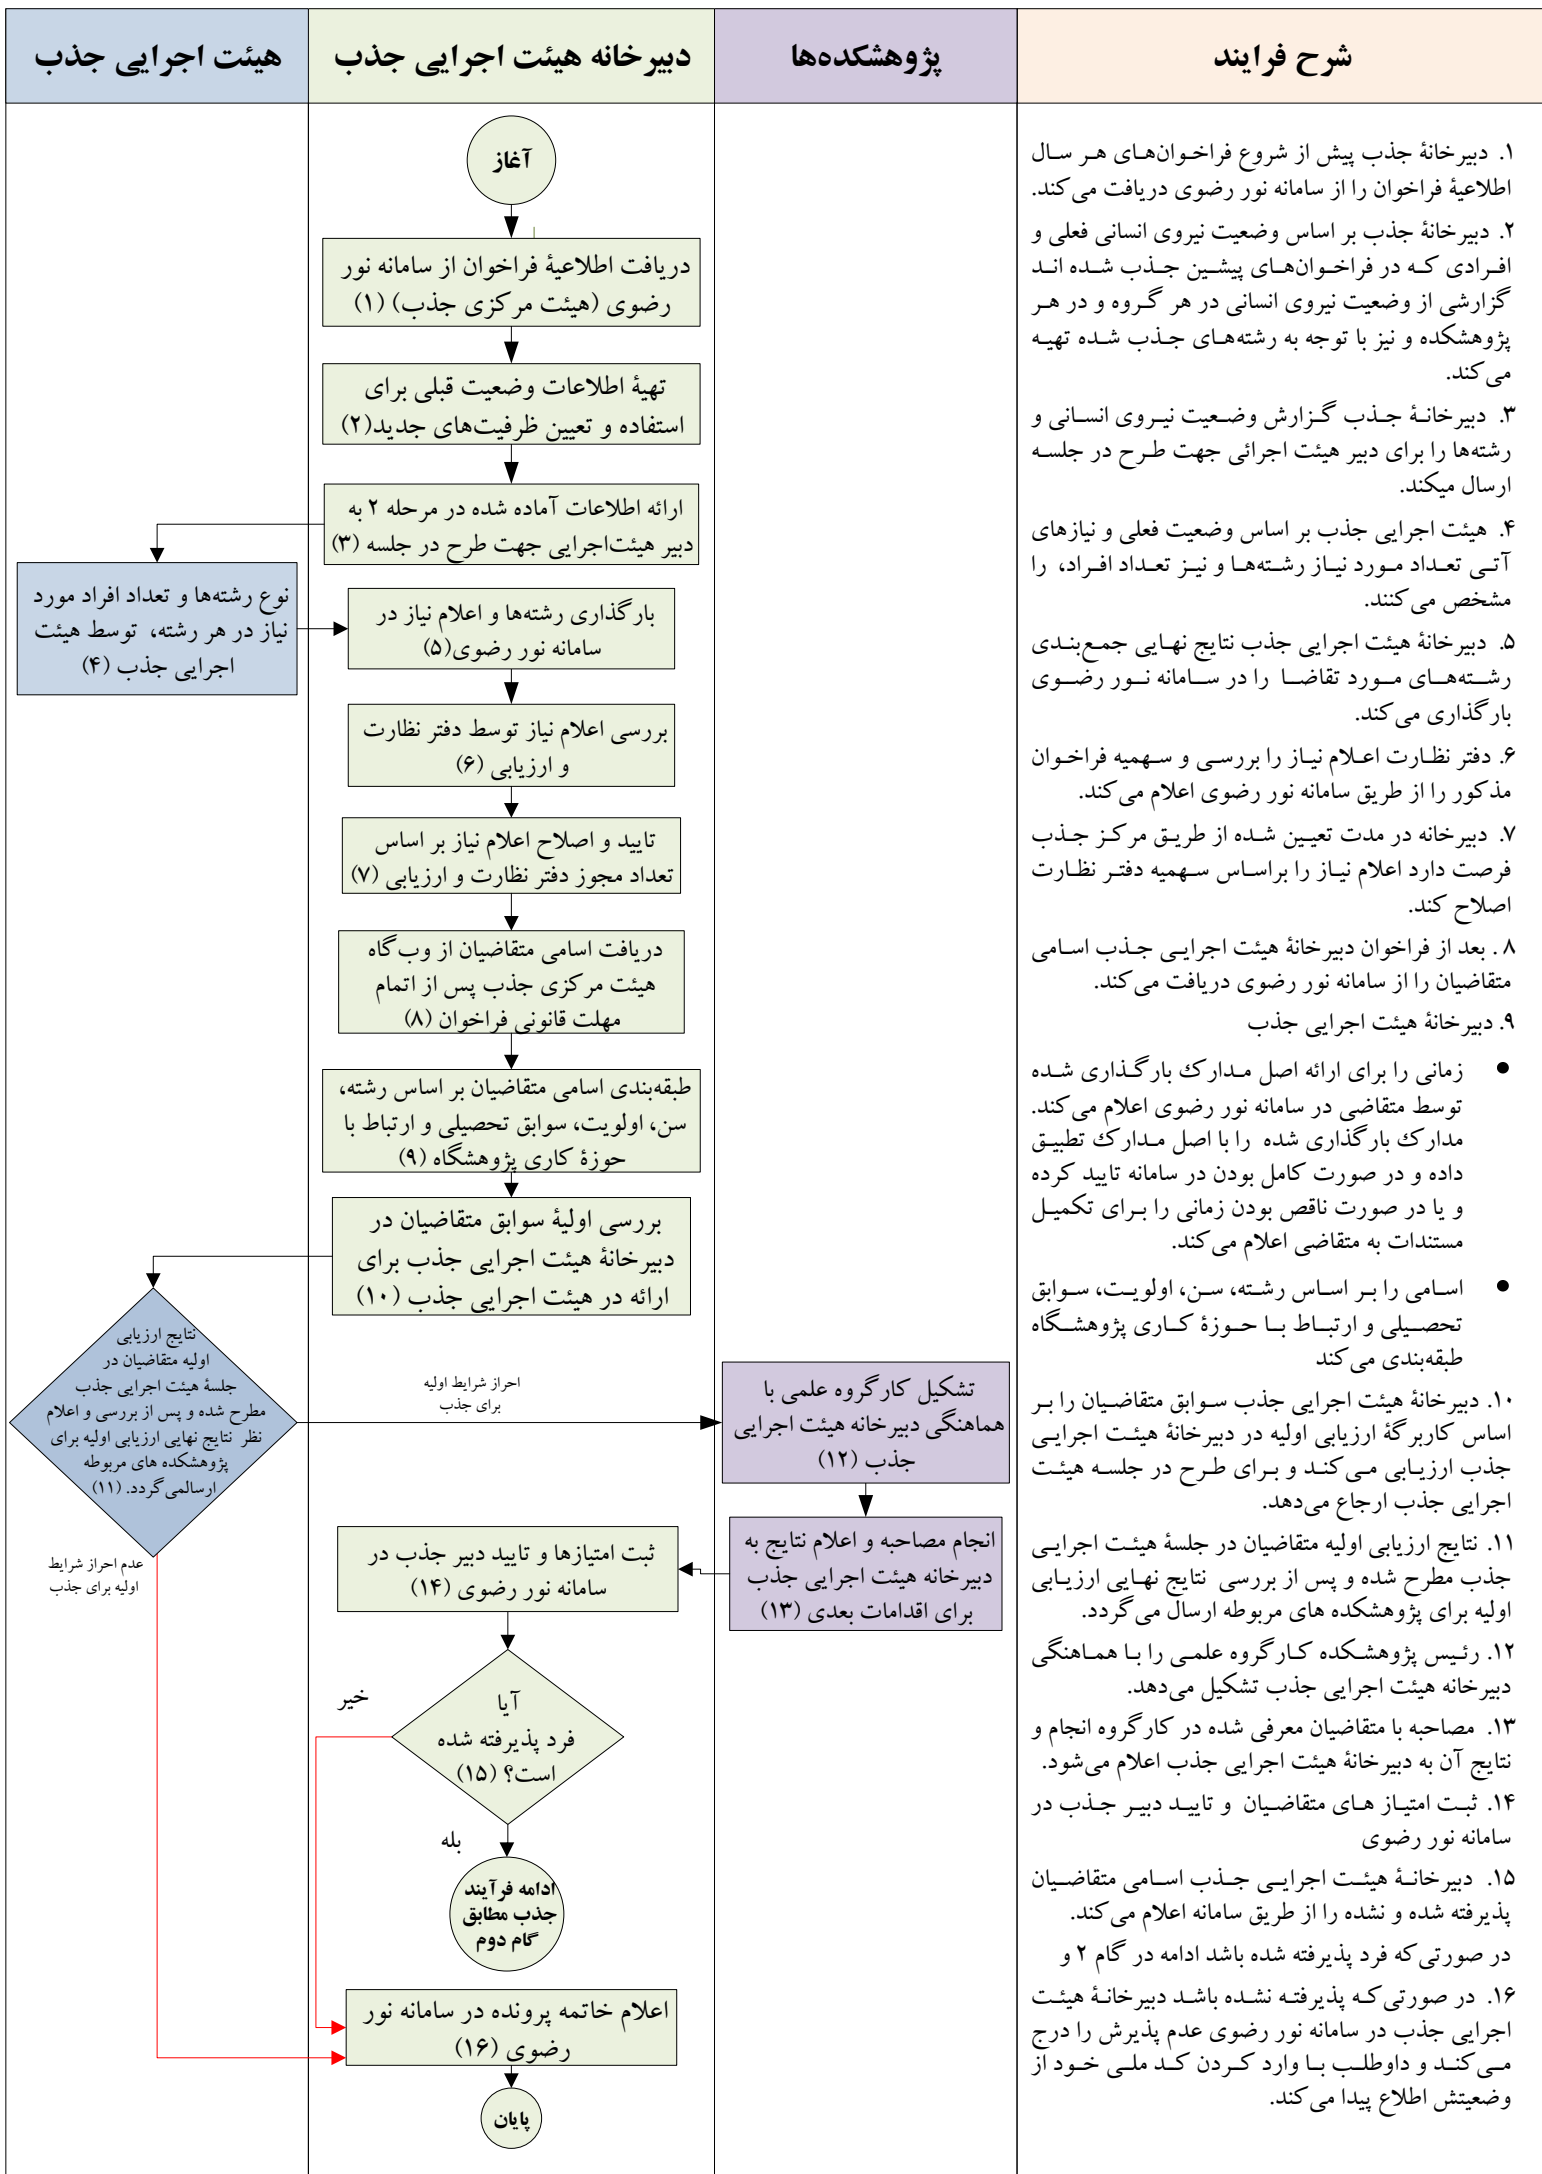 شرح فرایند
پژوهشکده‌ها
دبیرخانه هیئت اجرایی جذب
هیئت اجرایی جذب
۱. دبیرخانهٔ جذب پیش از شروع فراخوان‌های هر سال
اطلاعیهٔ فراخوان را از سامانه نور رضوی دریافت می‌کند.
۲. دبیرخانهٔ جذب بر اساس وضعیت نیروی انسانی فعلی و
افرادی که در فراخوان‌های پیشین جذب شده اند
گزارشی از وضعیت نیروی انسانی در هر گروه و در هر
پژوهشکده و نیز با توجه به رشته‌های جذب شده تهیه
می‌کند.
۳. دبیرخانهٔ جذب گزارش وضعیت نیروی انسانی و
رشته‌ها را برای دبیر هیئت اجرائی جهت طرح در جلسه
ارسال میکند.
۴. هیئت اجرایی جذب بر اساس وضعیت فعلی و نیازهای
آتی تعداد مورد نیاز رشته‌ها و نیز تعداد افراد، را
مشخص می‌کنند.
۵. دبیرخانهٔ هیئت اجرایی جذب نتایج نهایی جمع‌بندی
رشته‌های مورد تقاضا را در سامانه نور رضوی
بارگذاری می‌کند.
۶. دفتر نظارت اعلام نیاز را بررسی و سهمیه فراخوان
مذکور را از طریق سامانه نور رضوی اعلام می‌کند.
۷. دبیرخانه در مدت تعیین شده از طریق مرکز جذب
فرصت دارد اعلام نیاز را براساس سهمیه دفتر نظارت
اصلاح کند.
۸. بعد از فراخوان دبیرخانهٔ هیئت اجرایی جذب اسامی
متقاضیان را از سامانه نور رضوی دریافت می‌کند.
۹. دبیرخانهٔ هیئت اجرایی جذب
● زمانی را برای ارائه اصل مدارک بارگذاری شده
توسط متقاضی در سامانه نور رضوی اعلام می‌کند.
مدارک بارگذاری شده را با اصل مدارک تطبیق
داده و در صورت کامل بودن در سامانه تایید کرده
و یا در صورت ناقص بودن زمانی را برای تکمیل
مستندات به متقاضی اعلام می‌کند.
● اسامی را بر اساس رشته، سن، اولویت، سوابق
تحصیلی و ارتباط با حوزهٔ کاری پژوهشگاه
طبقه‌بندی می‌کند
۱۰. دبیرخانهٔ هیئت اجرایی جذب سوابق متقاضیان را بر
اساس کاربرگهٔ ارزیابی اولیه در دبیرخانهٔ هیئت اجرایی
جذب ارزیابی می‌کند و برای طرح در جلسه هیئت
اجرایی جذب ارجاع می‌دهد.
۱۱. نتایج ارزیابی اولیه متقاضیان در جلسهٔ هیئت اجرایی
جذب مطرح شده و پس از بررسی نتایج نهایی ارزیابی
اولیه برای پژوهشکده های مربوطه ارسال می‌گردد.
۱۲. رئیس پژوهشکده کارگروه علمی را با هماهنگی
دبیرخانه هیئت اجرایی جذب تشکیل می‌دهد.
۱۳. مصاحبه با متقاضیان معرفی شده در کارگروه انجام و
نتایج آن به دبیرخانهٔ هیئت اجرایی جذب اعلام می‌شود.
۱۴. ثبت امتیاز های متقاضیان و تایید دبیر جذب در
سامانه نور رضوی
۱۵. دبیرخانهٔ هیئت اجرایی جذب اسامی متقاضیان
پذیرفته شده و نشده را از طریق سامانه اعلام می‌کند.
در صورتی‌که فرد پذیرفته شده باشد ادامه در گام ۲ و
۱۶. در صورتی‌که پذیرفته نشده باشد دبیرخانهٔ هیئت
اجرایی جذب در سامانه نور رضوی عدم پذیرش را درج
می‌کند و داوطلب با وارد کردن کد ملی خود از
وضعیتش اطلاع پیدا می‌کند.
آغاز
دریافت اطلاعیهٔ فراخوان از سامانه نور
رضوی (هیئت مرکزی جذب) (۱)
تهیهٔ اطلاعات وضعیت قبلی برای
استفاده و تعیین ظرفیت‌های جدید(۲)
ارائه اطلاعات آماده شده در مرحله ۲ به
دبیر هیئت‌اجرایی جهت طرح در جلسه (۳)
نوع رشته‌ها و تعداد افراد مورد
نیاز در هر رشته، توسط هیئت
اجرایی جذب (۴)
بارگذاری رشته‌ها و اعلام نیاز در
سامانه نور رضوی(۵)
بررسی اعلام نیاز توسط دفتر نظارت
و ارزیابی (۶)
تایید و اصلاح اعلام نیاز بر اساس
تعداد مجوز دفتر نظارت و ارزیابی (۷)
دریافت اسامی متقاضیان از وب‌گاه
هیئت مرکزی جذب پس از اتمام
مهلت قانونی فراخوان (۸)
طبقه‌بندی اسامی متقاضیان بر اساس رشته،
سن، اولویت، سوابق تحصیلی و ارتباط با
حوزهٔ کاری پژوهشگاه (۹)
بررسی اولیهٔ سوابق متقاضیان در
دبیرخانهٔ هیئت اجرایی جذب برای
ارائه در هیئت اجرایی جذب (۱۰)
نتایج ارزیابی
اولیه متقاضیان در
جلسهٔ هیئت اجرایی جذب
مطرح شده و پس از بررسی و اعلام
نظر نتایج نهایی ارزیابی اولیه برای
پژوهشکده های مربوطه
ارسالمی‌گردد. (۱۱)
احراز شرایط اولیه
برای جذب
تشکیل کارگروه علمی با
هماهنگی دبیرخانه هیئت اجرایی
جذب (۱۲)
انجام مصاحبه و اعلام نتایج به
دبیرخانه هیئت اجرایی جذب
برای اقدامات بعدی (۱۳)
عدم احراز شرایط
اولیه برای جذب
ثبت امتیازها و تایید دبیر جذب در
سامانه نور رضوی (۱۴)
آیا
فرد پذیرفته شده
است؟ (۱۵)
خیر
بله
ادامه فرآیند
جذب مطابق
گام دوم
اعلام خاتمه پرونده در سامانه نور
رضوی (۱۶)
پایان